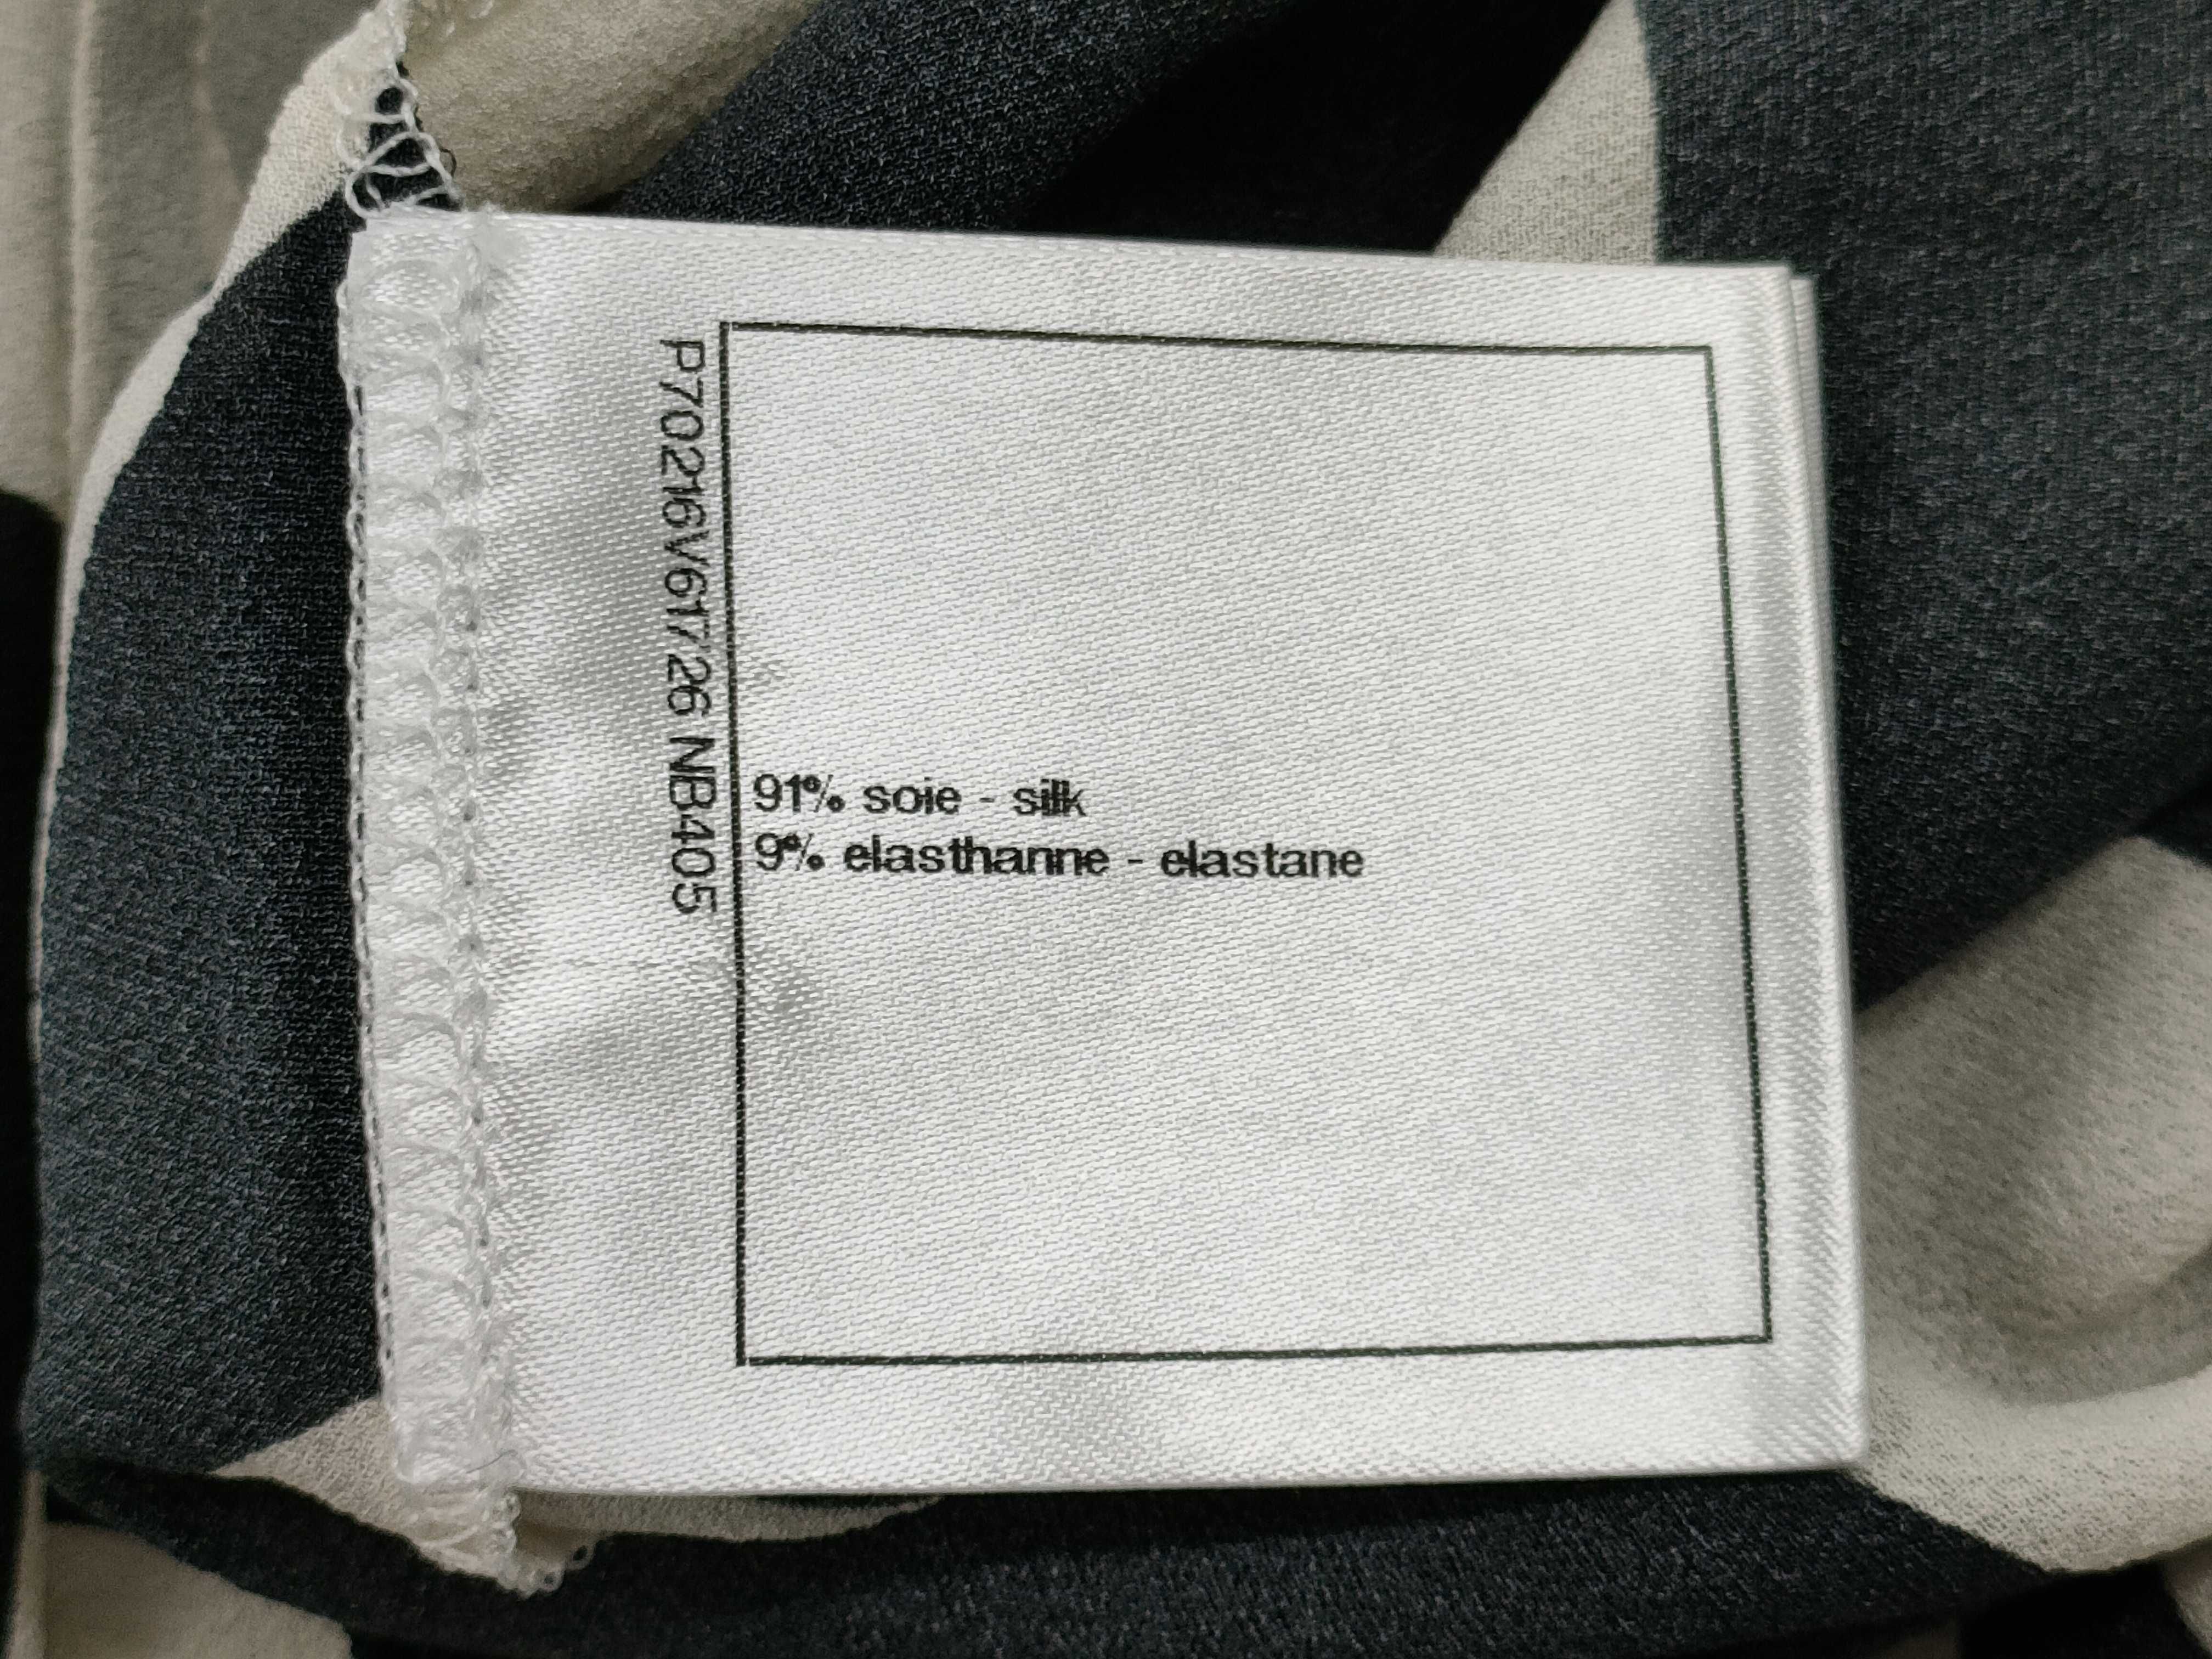 P70216V61726 NB405
91% soie - silk
9% elasthanne - elastane